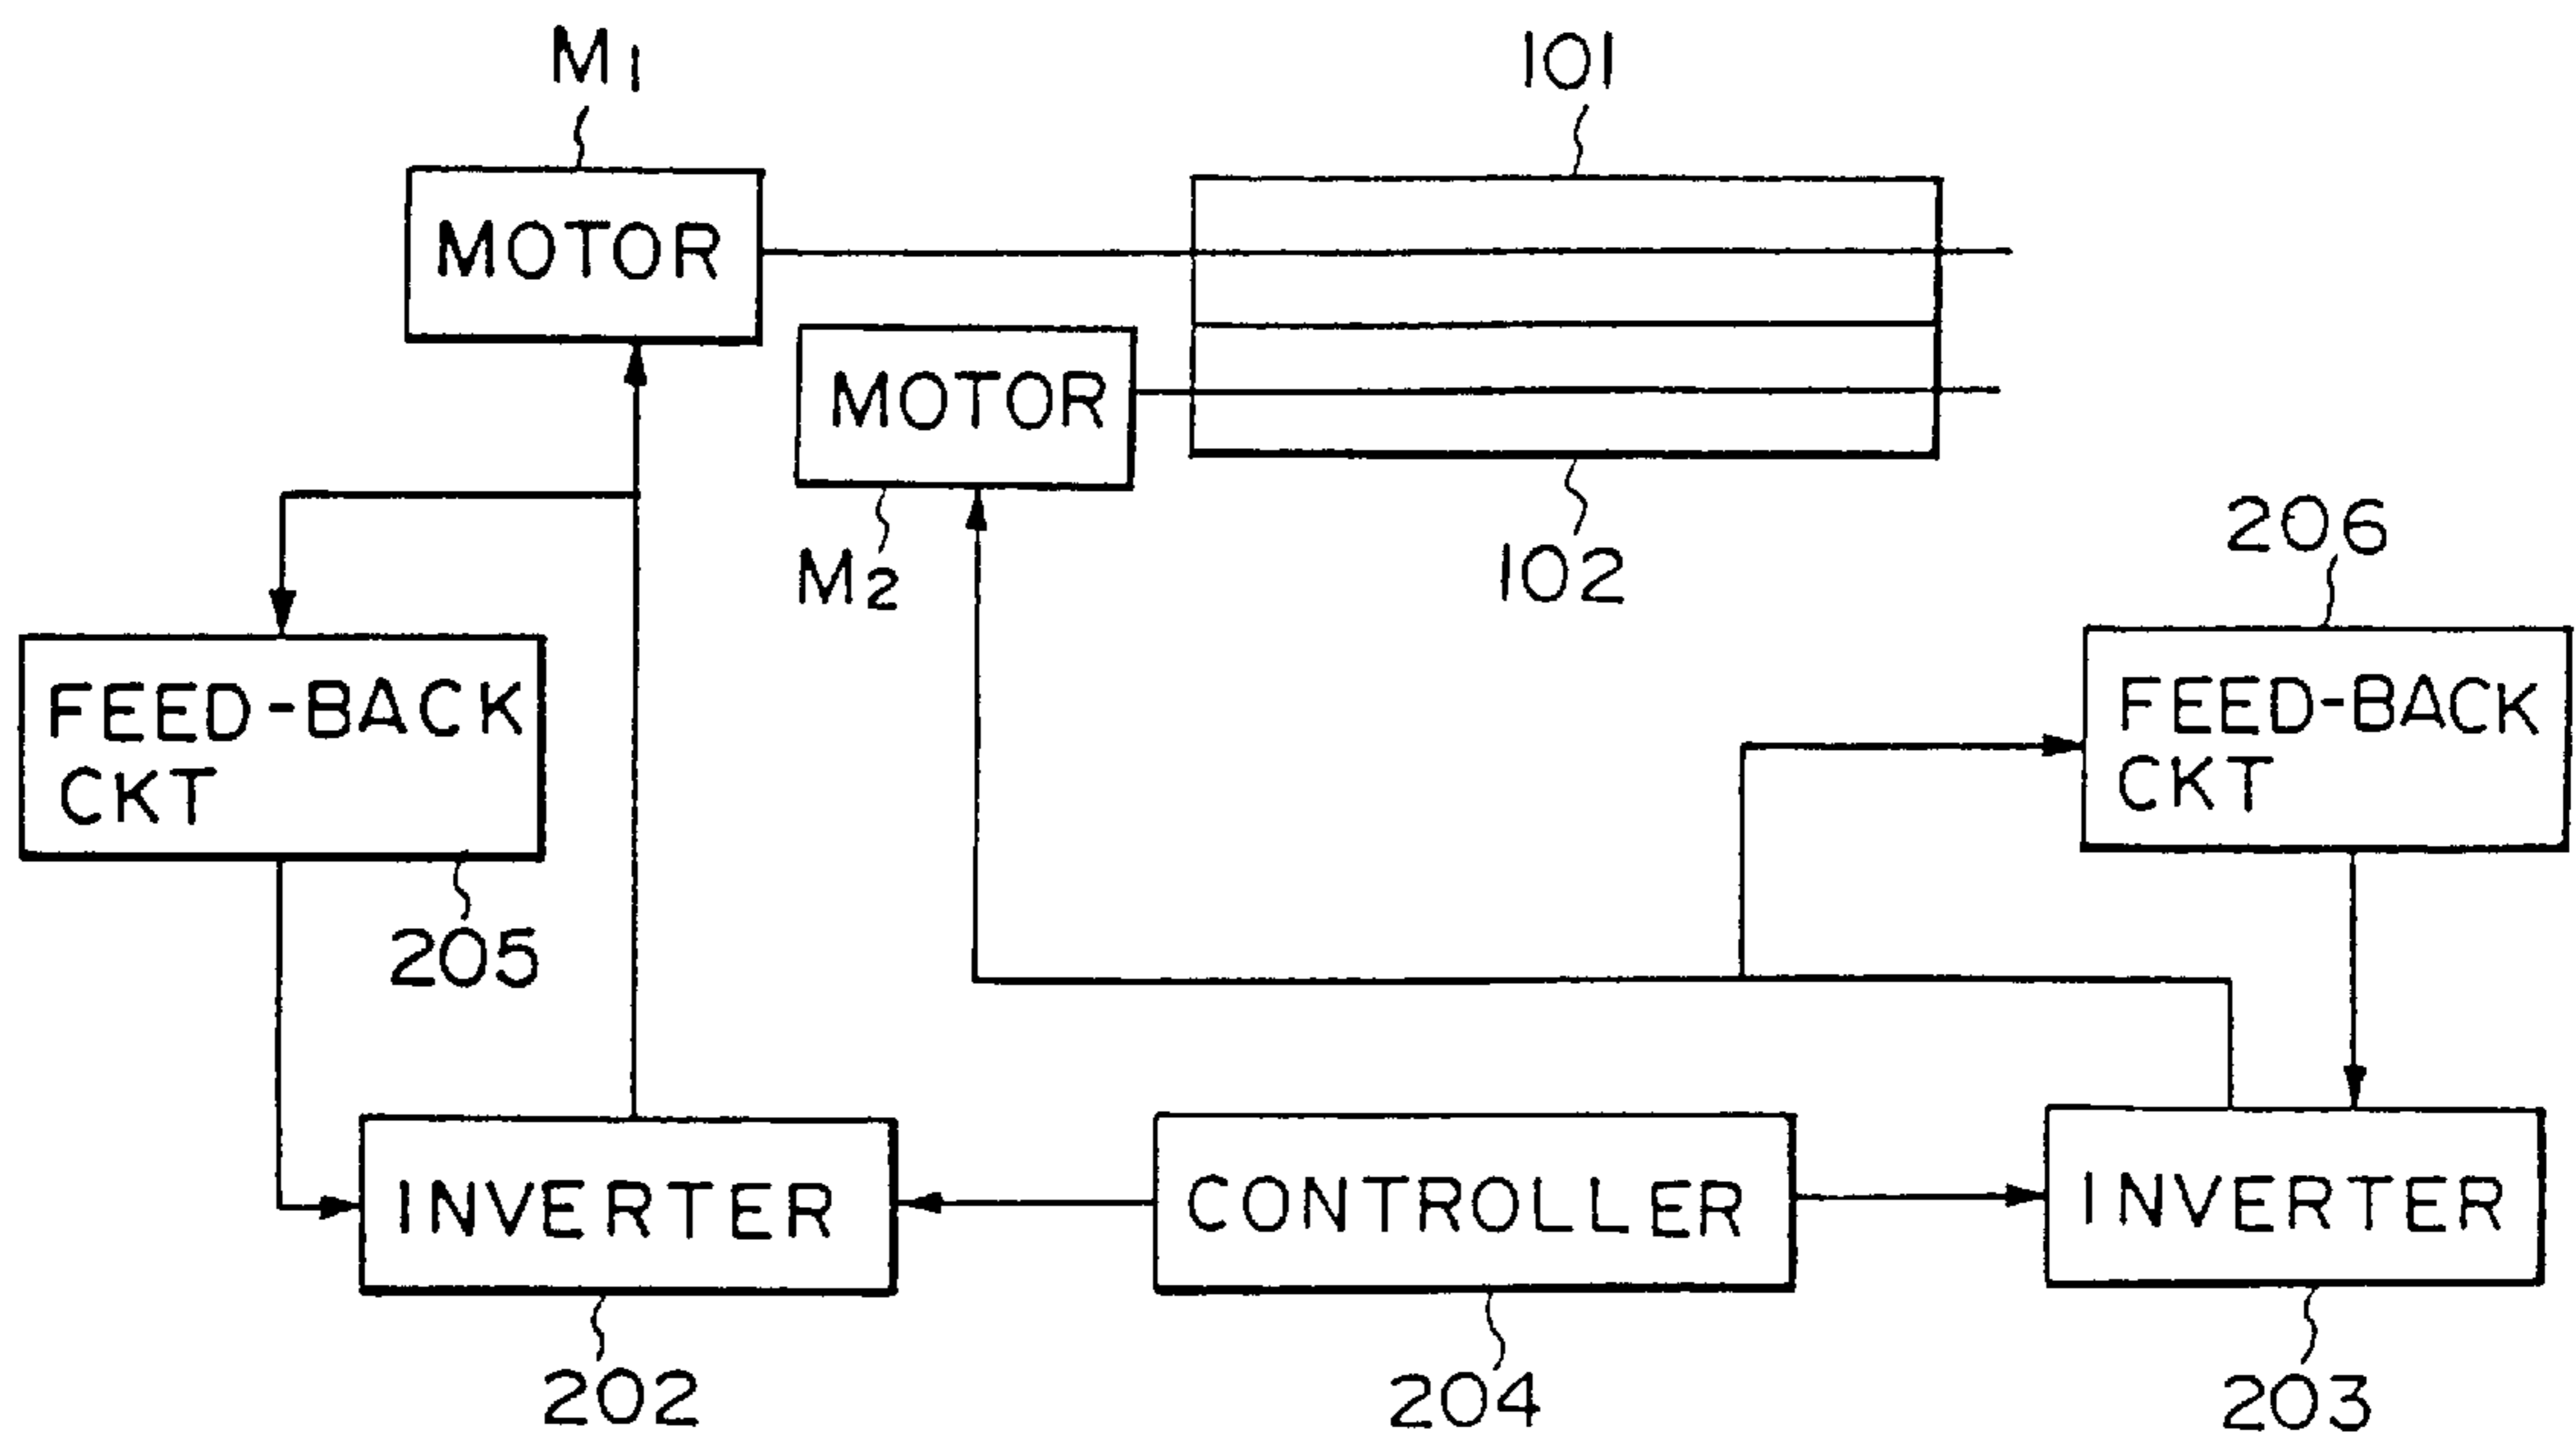 M1
101
MOTOR
MOTOR
M2
102
206
FEED-BACK
CKT
FEED-BACK
CKT
205
INVERTER
CONTROLLER
INVERTER
202
204
203